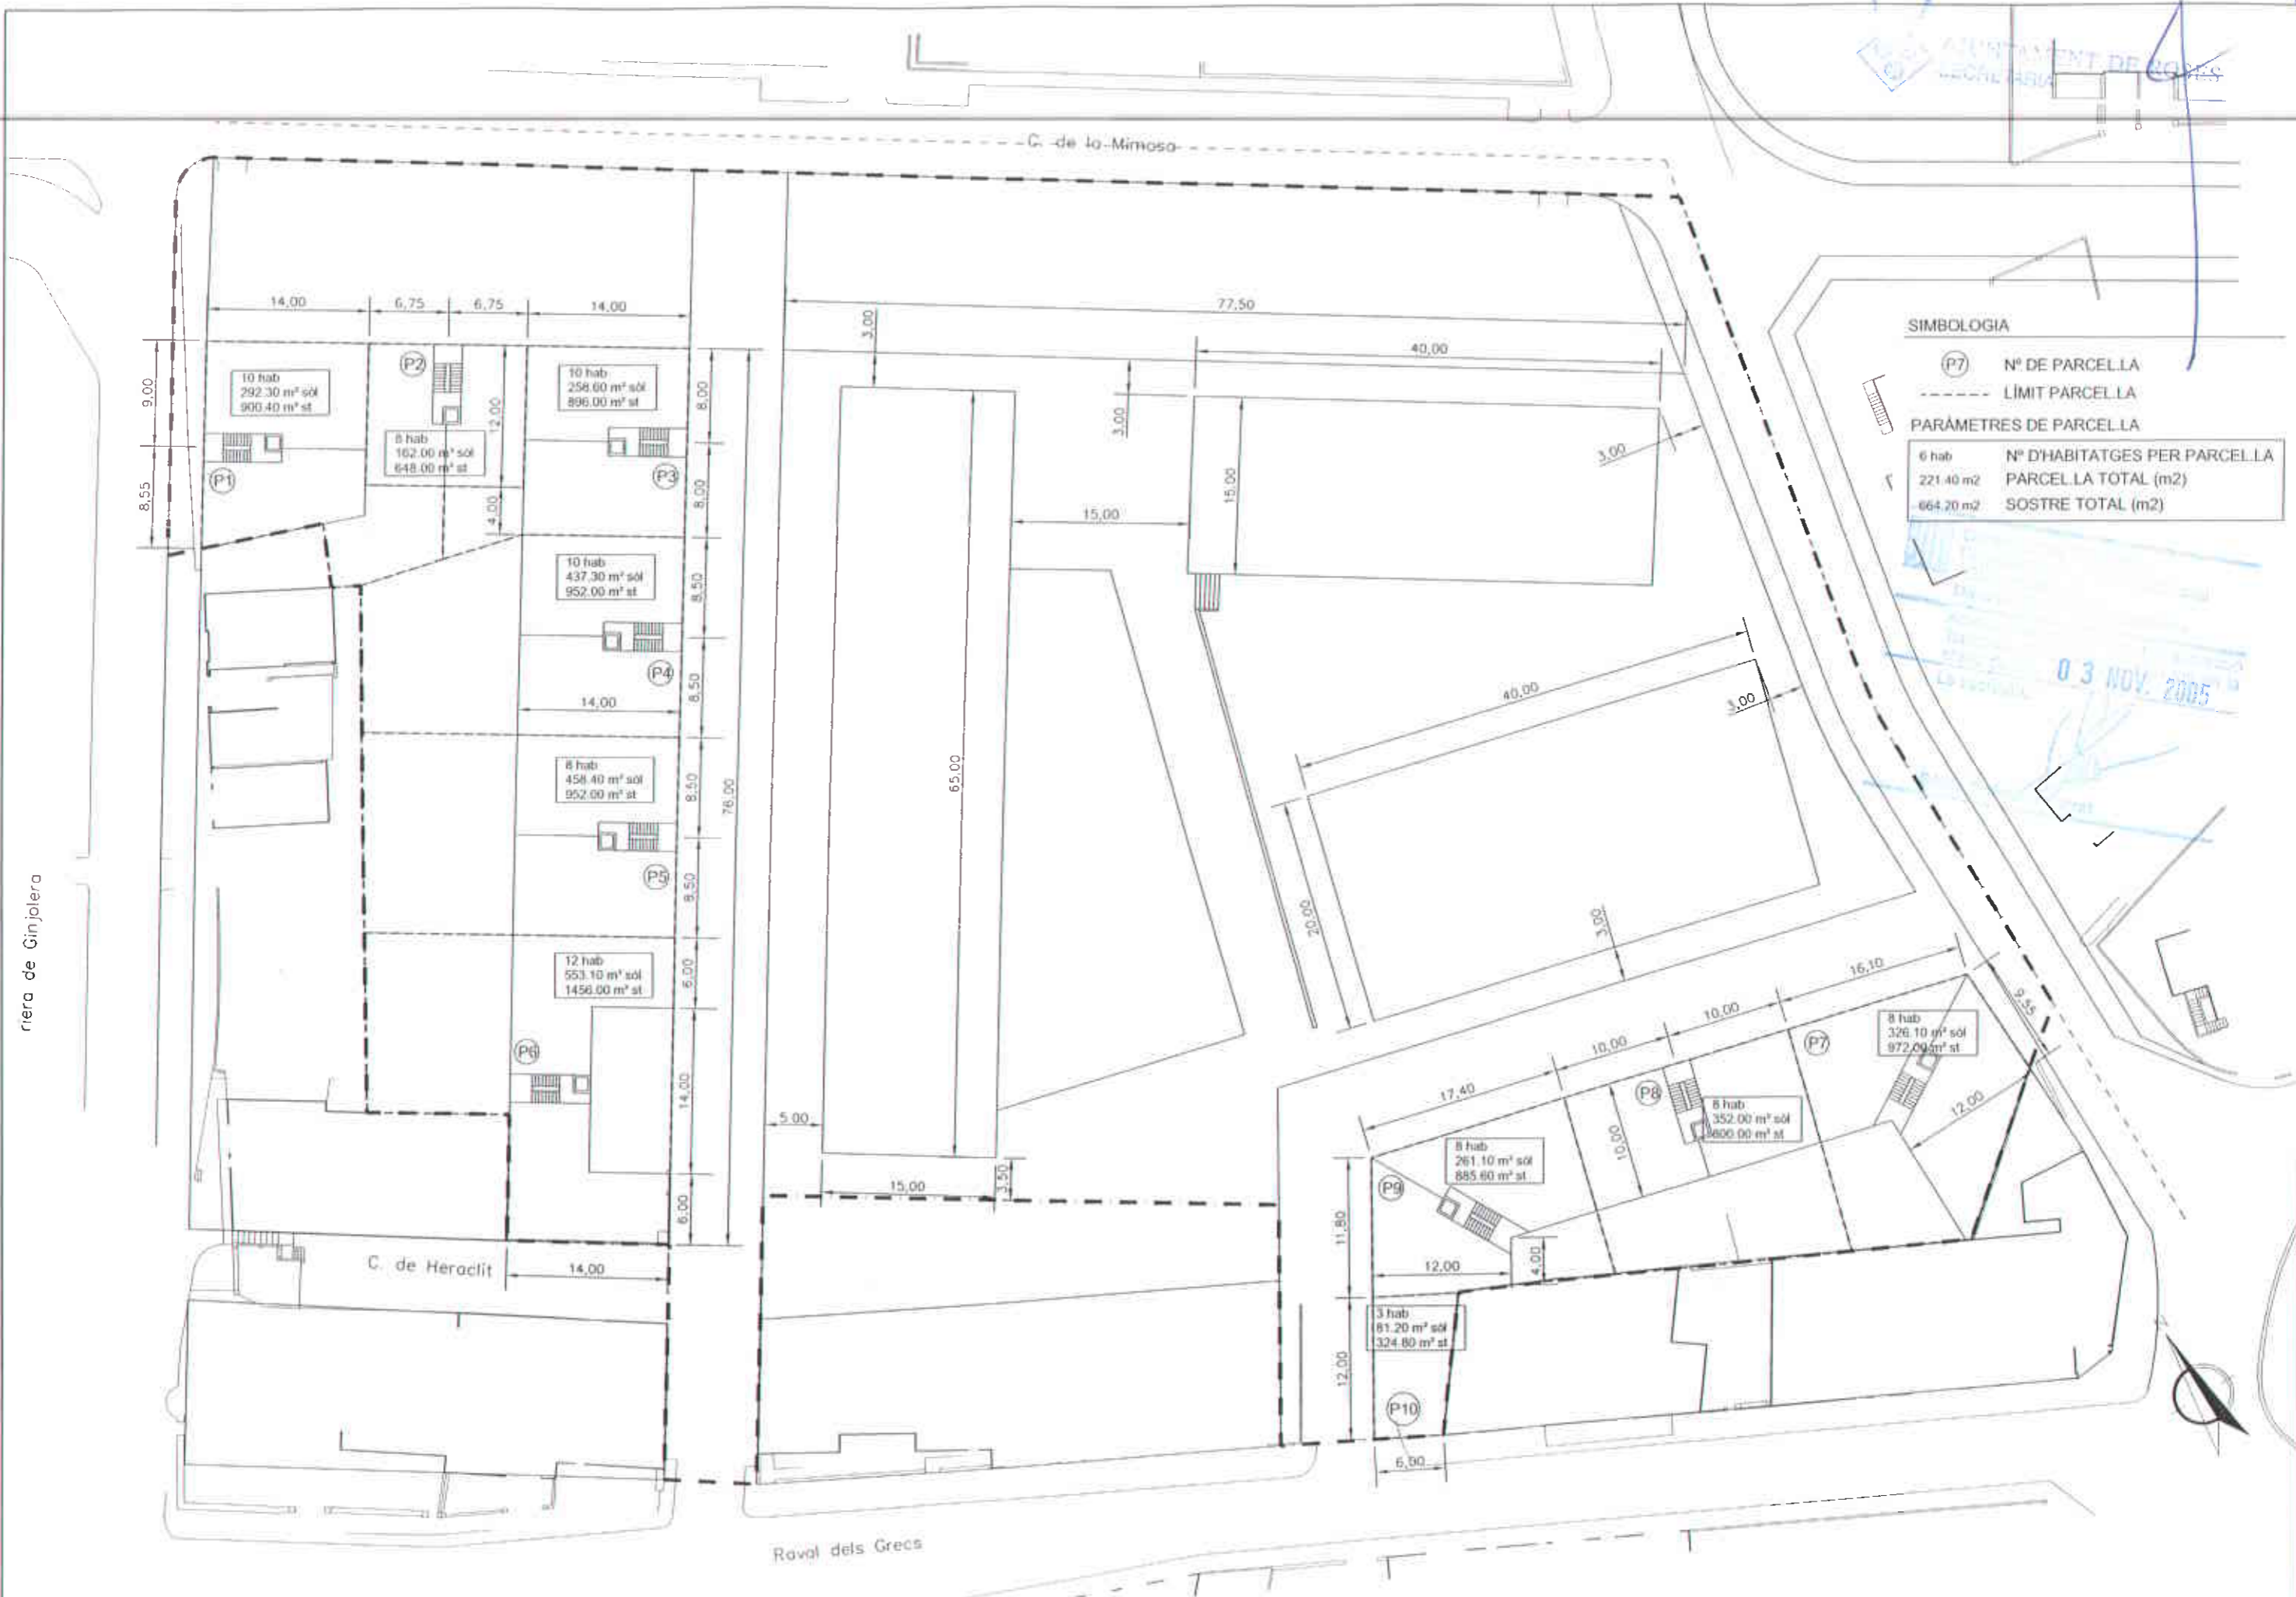 AJUNTAMENT DE ROSES
SECRETARIA
C. de la Mimosa
14,00
6,75
6,75
14,00
77,50
3,00
40,00
3,00
3,00
15.00
15,00
9,00
8,55
P1
10 hab
292.30 m² sòl
900.40 m² st
P2
8 hab
162.00 m² sòl
648.00 m² st
12,00
4,00
10 hab
258.60 m² sòl
896.00 m² st
P3
8,00
8,00
10 hab
437.30 m² sòl
952.00 m² st
P4
14,00
8,50
8,50
8 hab
458.40 m² sòl
952.00 m² st
P5
8,50
8,50
76,00
12 hab
553.10 m² sòl
1456.00 m² st
P6
6,00
14,00
6,00
65,00
5.00
15,00
3,50
40,00
3,00
20,00
3,00
SIMBOLOGIA
P7 Nº DE PARCEL.LA
LÍMIT PARCEL.LA
PARÀMETRES DE PARCEL.LA
6 hab Nº D'HABITATGES PER PARCEL.LA
221.40 m2 PARCEL.LA TOTAL (m2)
664.20 m2 SOSTRE TOTAL (m2)
03 NOV. 2005
17,40
10,00
10,00
16,10
9,55
P7
8 hab
326.10 m² sòl
972.00 m² st
12,00
P8
8 hab
352.00 m² sòl
800.00 m² st
10,00
P9
8 hab
261.10 m² sòl
885.60 m² st
11,80
12,00
4,00
3 hab
81.20 m² sòl
324.80 m² st
12,00
P10
6,90
riera de Ginjolera
C. de Heraclit
14,00
Raval dels Grecs